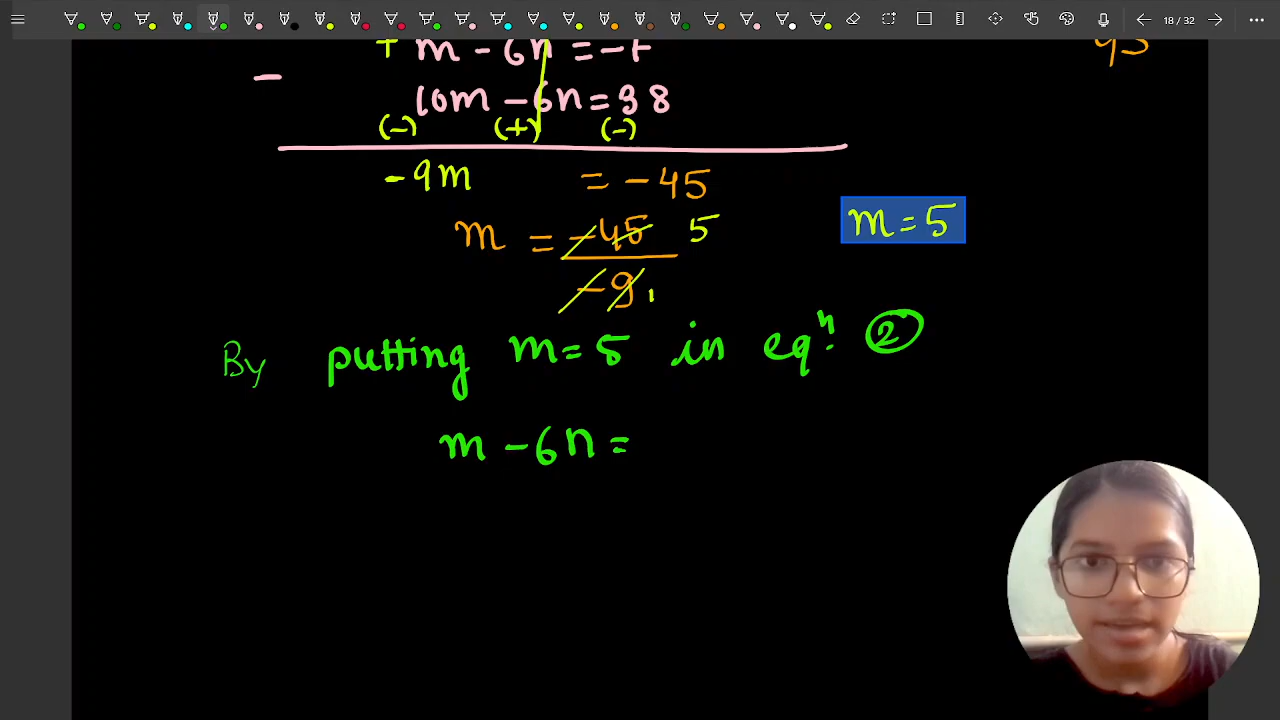 18/32
+ m - 6n = -7
- 10m - 6n = 38
(-) (+) (-)
-9m = -45
m = -45 5
-9 1
m = 5
By putting m = 5 in eqⁿ. ②
m - 6n =